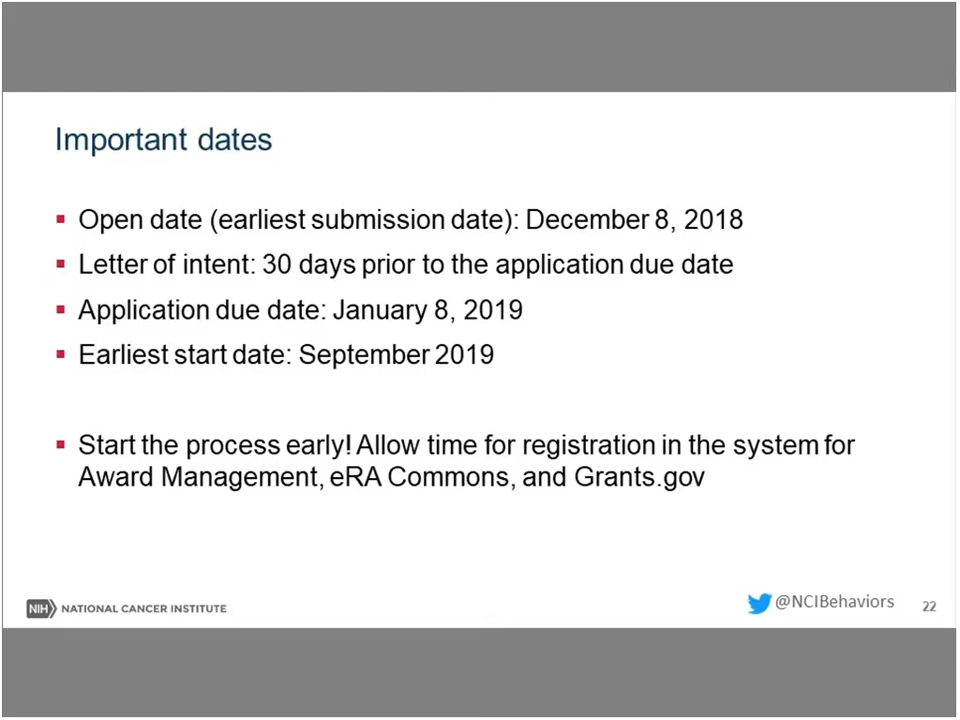 Important dates
▪ Open date (earliest submission date): December 8, 2018
▪ Letter of intent: 30 days prior to the application due date
▪ Application due date: January 8, 2019
▪ Earliest start date: September 2019
▪ Start the process early! Allow time for registration in the system for
Award Management, eRA Commons, and Grants.gov
NIH NATIONAL CANCER INSTITUTE
@NCIBehaviors
22